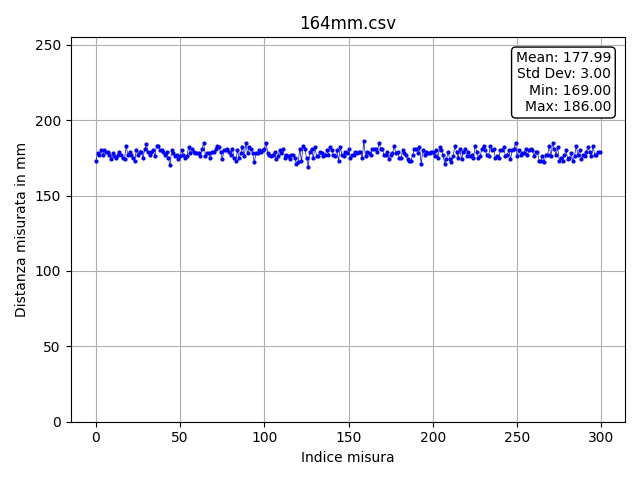 164mm.csv
Mean: 177.99
Std Dev: 3.00
Min: 169.00
Max: 186.00
Distanza misurata in mm
250
200
150
100
50
0
0 50 100 150 200 250 300
Indice misura